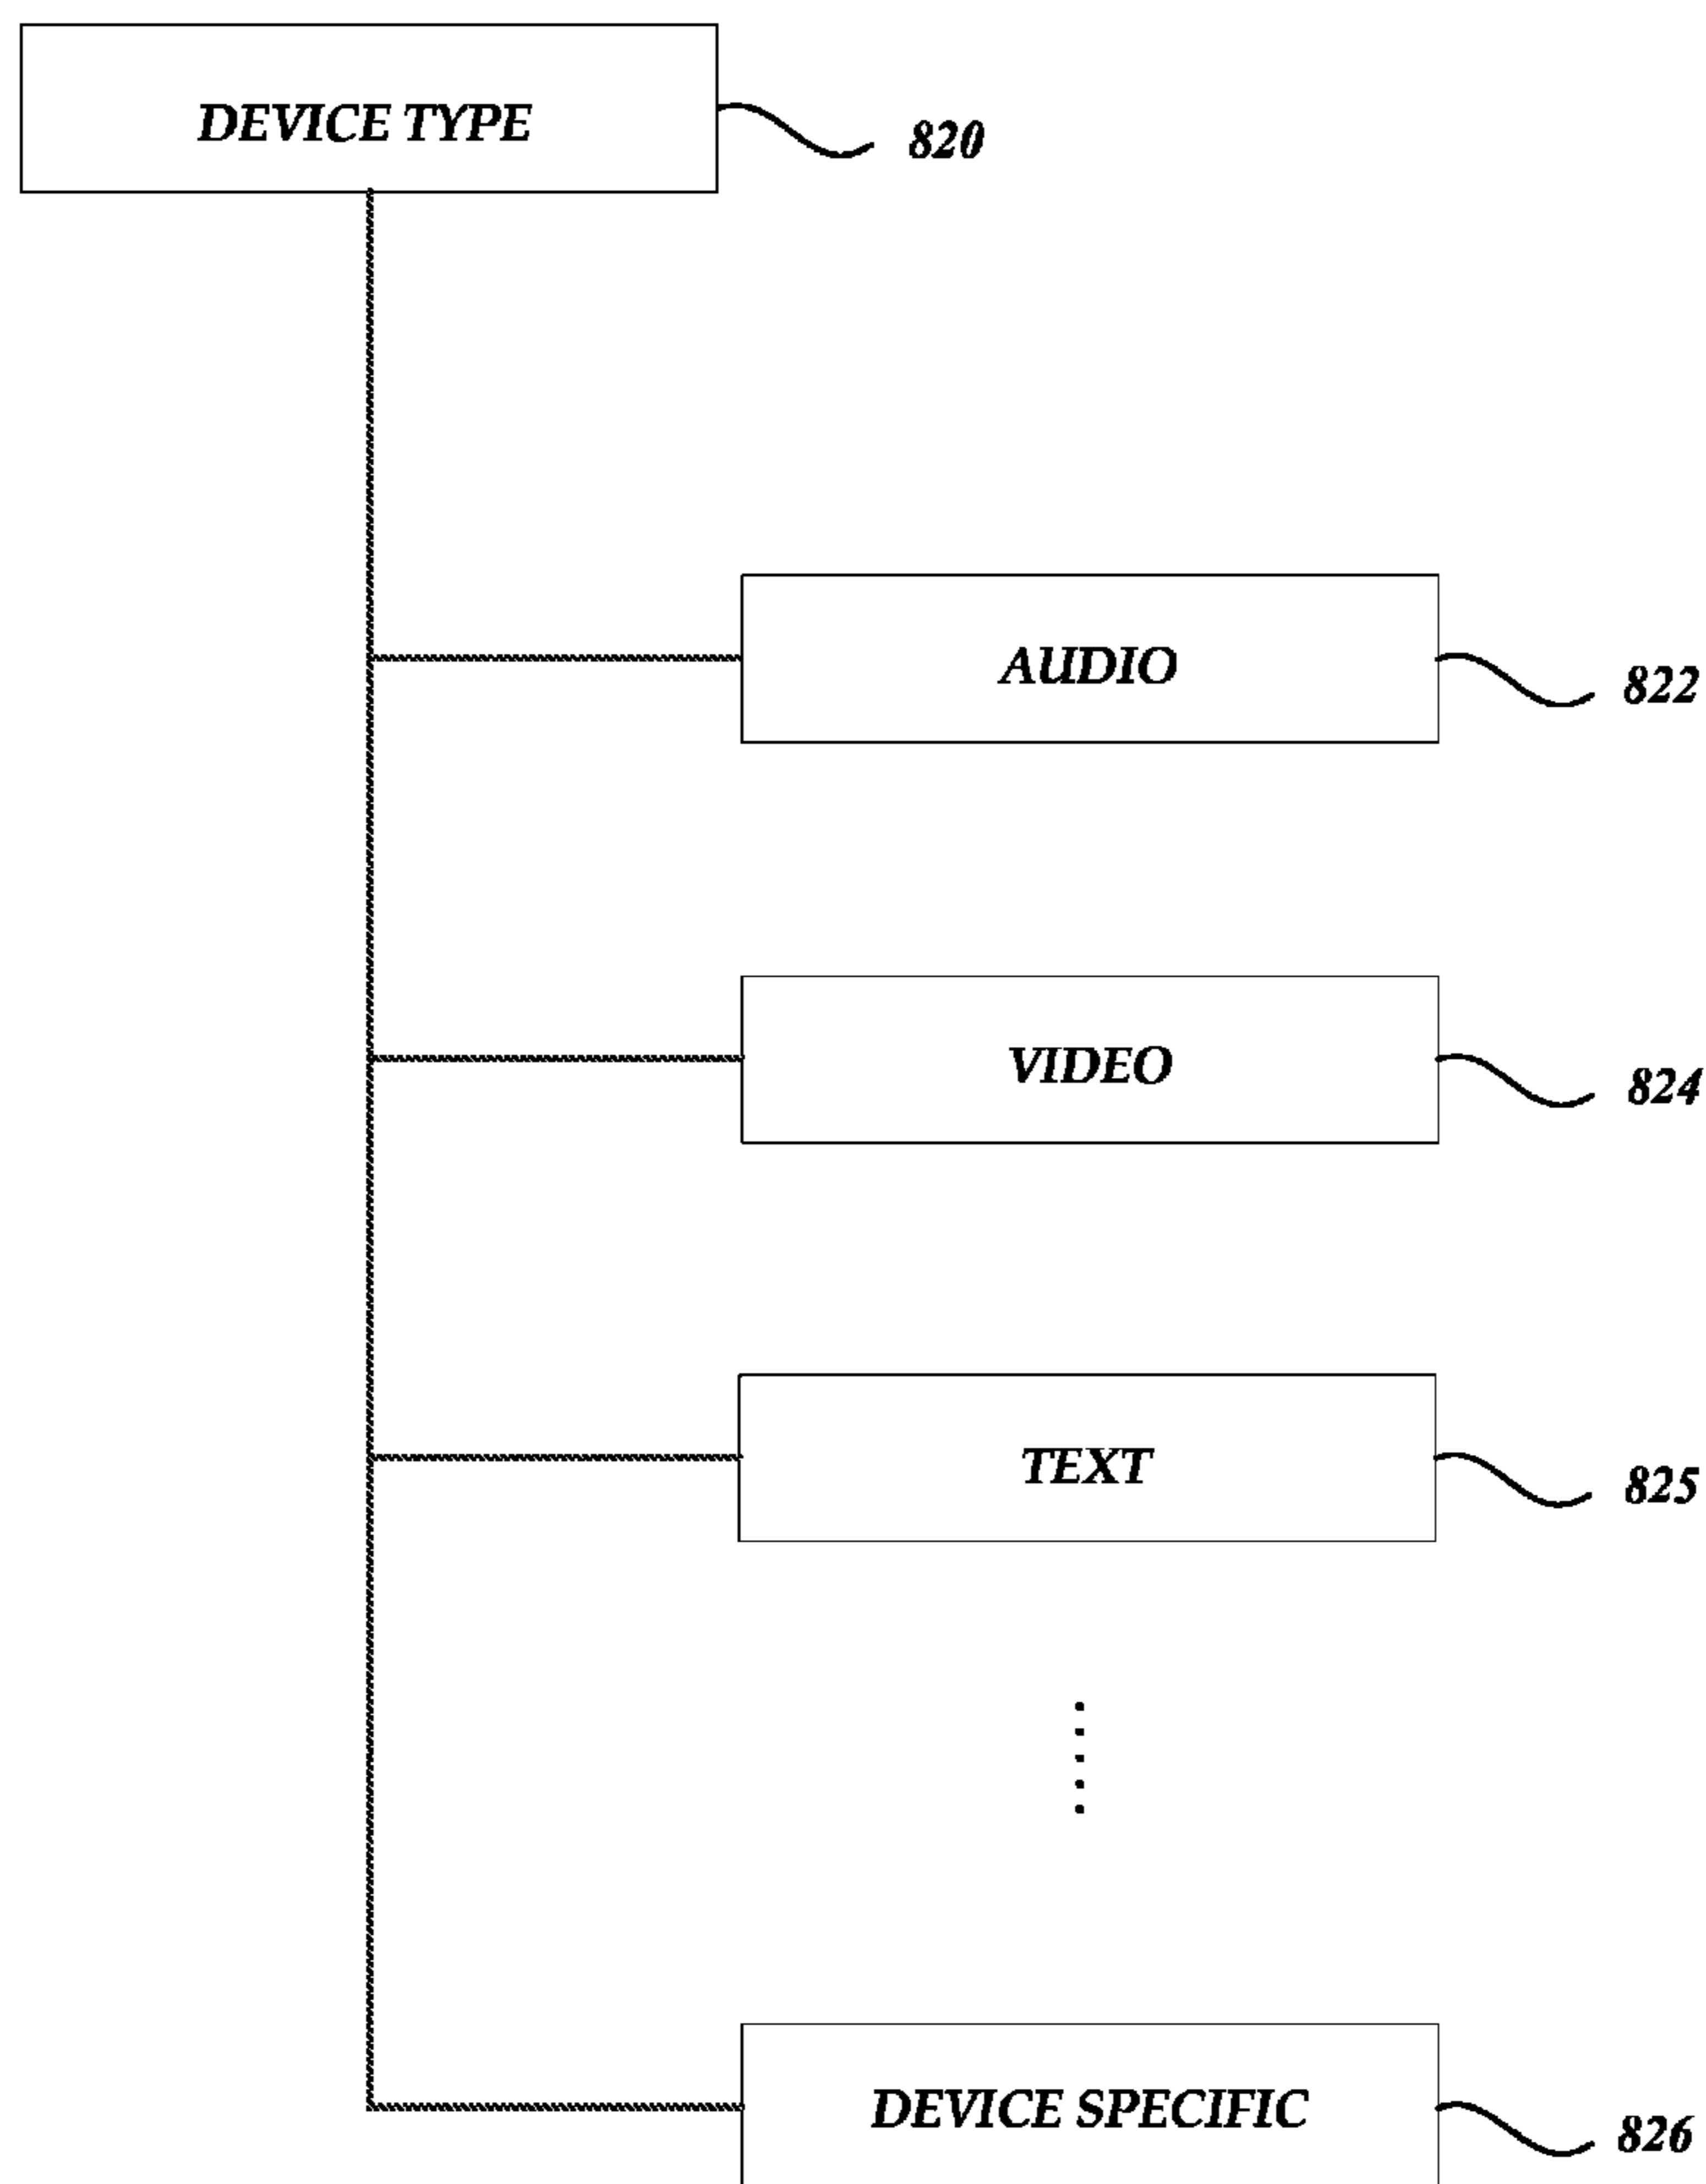 DEVICE TYPE
820
AUDIO
822
VIDEO
824
TEXT
825
DEVICE SPECIFIC
826